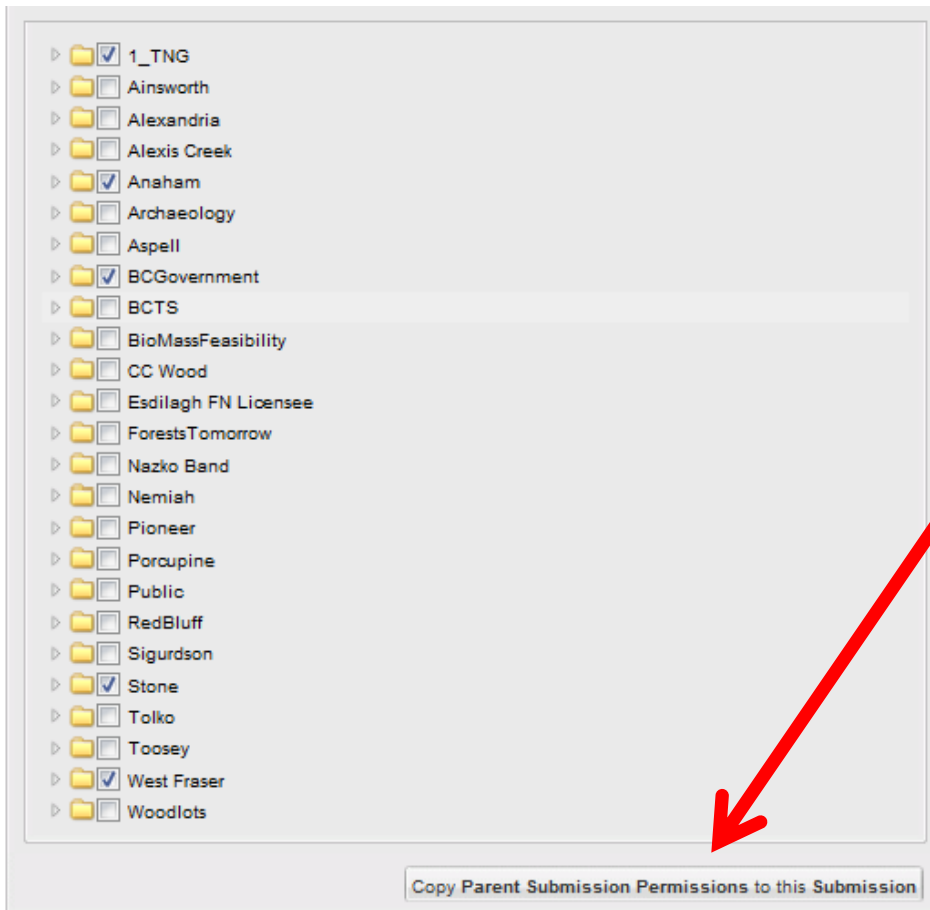 1_TNG
Ainsworth
Alexandria
Alexis Creek
Anaham
Archaeology
Aspell
BCGovernment
BCTS
BioMassFeasibility
CC Wood
Esdilagh FN Licensee
ForestsTomorrow
Nazko Band
Nemiah
Pioneer
Porcupine
Public
RedBluff
Sigurdson
Stone
Tolko
Toosey
West Fraser
Woodlots
Copy Parent Submission Permissions to this Submission